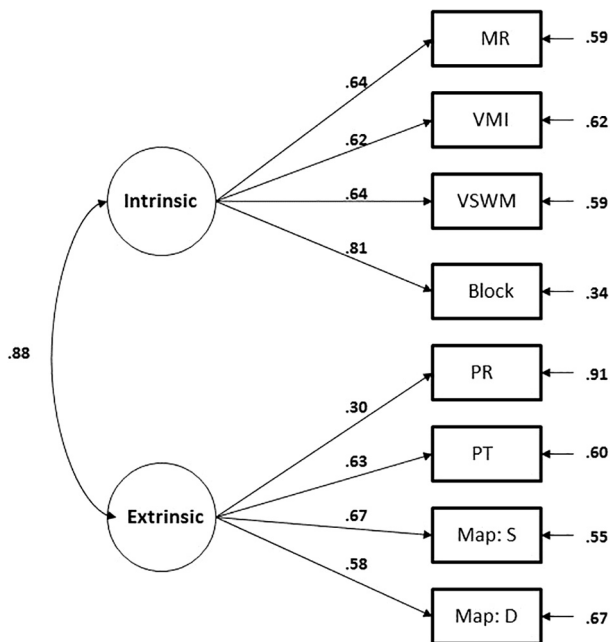 MR
.59
.64
VMI
.62
.62
Intrinsic
.64
VSWM
.59
.81
Block
.34
.88
PR
.91
.30
PT
.60
.63
Extrinsic
.67
Map: S
.55
.58
Map: D
.67